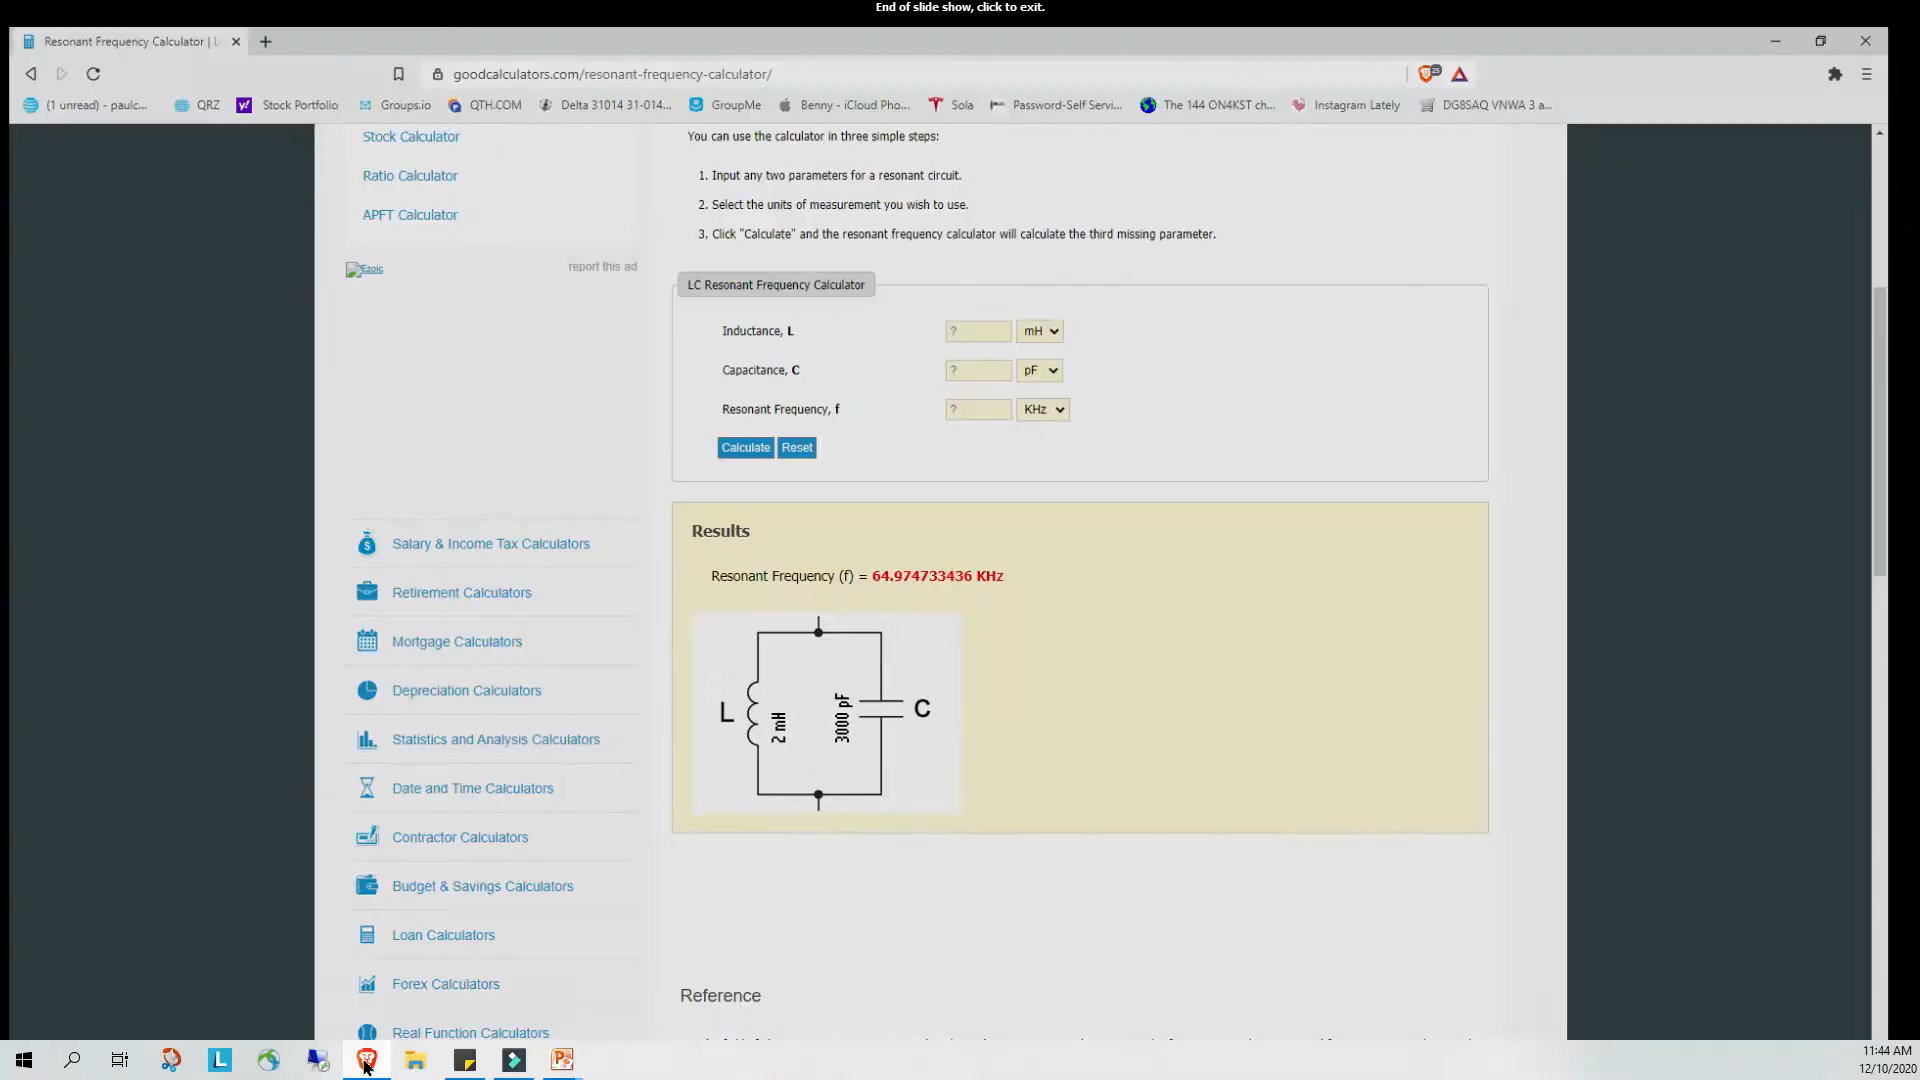 End of slide show, click to exit.
Resonant Frequency Calculator | L
goodcalculators.com/resonant-frequency-calculator/
25
(1 unread) - paulc...
QRZ
Stock Portfolio
Groups.io
QTH.COM
Delta 31014 31-014...
GroupMe
Benny - iCloud Pho...
Sola
Password-Self Servi...
The 144 ON4KST ch...
Instagram Lately
DG8SAQ VNWA 3 a...
Stock Calculator
Ratio Calculator
APFT Calculator
Ezoic
report this ad
Salary & Income Tax Calculators
Retirement Calculators
Mortgage Calculators
Depreciation Calculators
Statistics and Analysis Calculators
Date and Time Calculators
Contractor Calculators
Budget & Savings Calculators
Loan Calculators
Forex Calculators
Real Function Calculators
You can use the calculator in three simple steps:
1. Input any two parameters for a resonant circuit.
2. Select the units of measurement you wish to use.
3. Click "Calculate" and the resonant frequency calculator will calculate the third missing parameter.
LC Resonant Frequency Calculator
Inductance, L ? mH
Capacitance, C ? pF
Resonant Frequency, f ? KHz
Calculate Reset
Results
Resonant Frequency (f) = 64.974733436 KHz
L 2 mH 3000 pF C
Reference
11:44 AM
12/10/2020